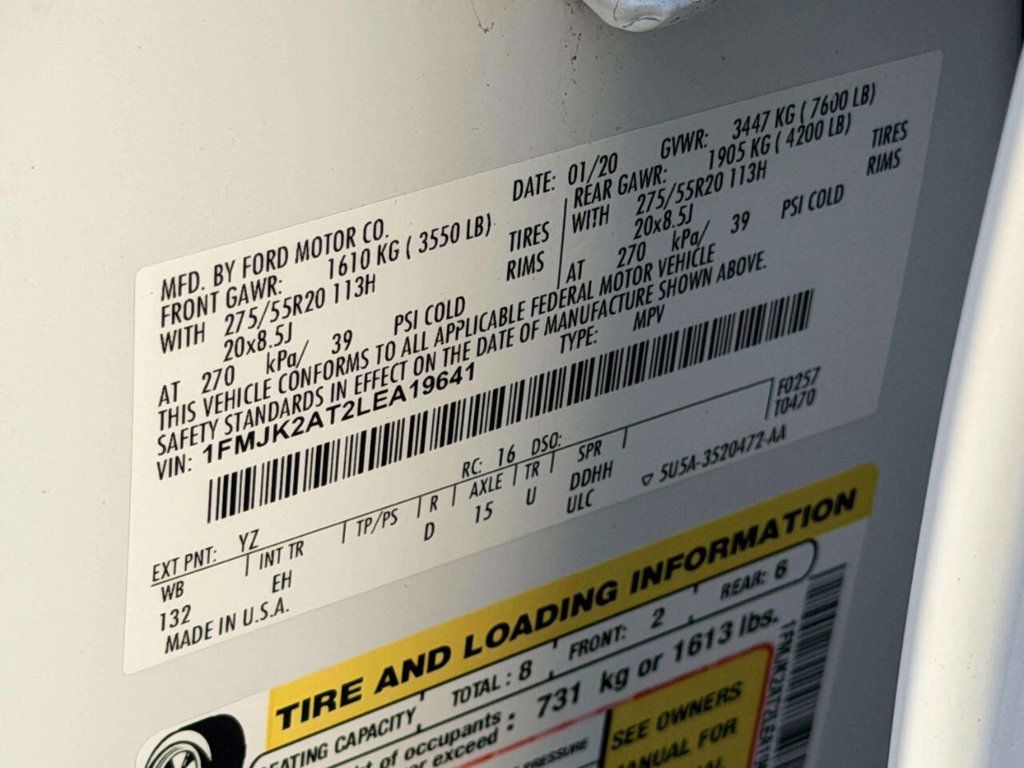 MFD. BY FORD MOTOR CO.
DATE: 01/20
GVWR: 3447 KG ( 7600 LB)
FRONT GAWR:
1610 KG ( 3550 LB)
WITH 275/55R20 113H TIRES
20x8.5J RIMS
AT 270 kPa/ 39 PSI COLD
REAR GAWR:
1905 KG ( 4200 LB)
WITH 275/55R20 113H TIRES
20x8.5J RIMS
AT 270 kPa/ 39 PSI COLD
THIS VEHICLE CONFORMS TO ALL APPLICABLE FEDERAL MOTOR VEHICLE
SAFETY STANDARDS IN EFFECT ON THE DATE OF MANUFACTURE SHOWN ABOVE.
VIN: 1FMJK2AT2LEA19641
TYPE: MPV
F0257
T0470
EXT PNT: YZ RC: 16 DSO:
WB INT TR TP/PS R AXLE TR SPR
132 EH D 15 U DDHH
ULC
MADE IN U.S.A.
5U5A-3520472-AA
TIRE AND LOADING INFORMATION
ATING CAPACITY TOTAL : 8 FRONT: 2 REAR: 6
of occupants
exceed : 731 kg or 1613 lbs.
PRESSURE
SEE OWNERS
FOR